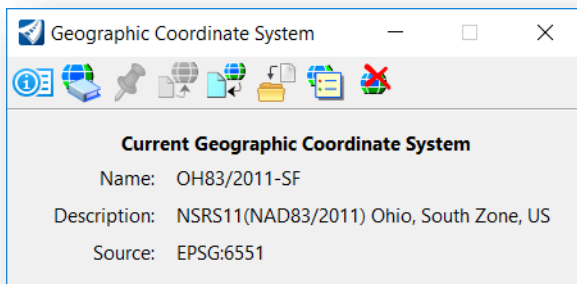 Geographic Coordinate System
Current Geographic Coordinate System
Name: OH83/2011-SF
Description: NSRS11(NAD83/2011) Ohio, South Zone, US
Source: EPSG:6551